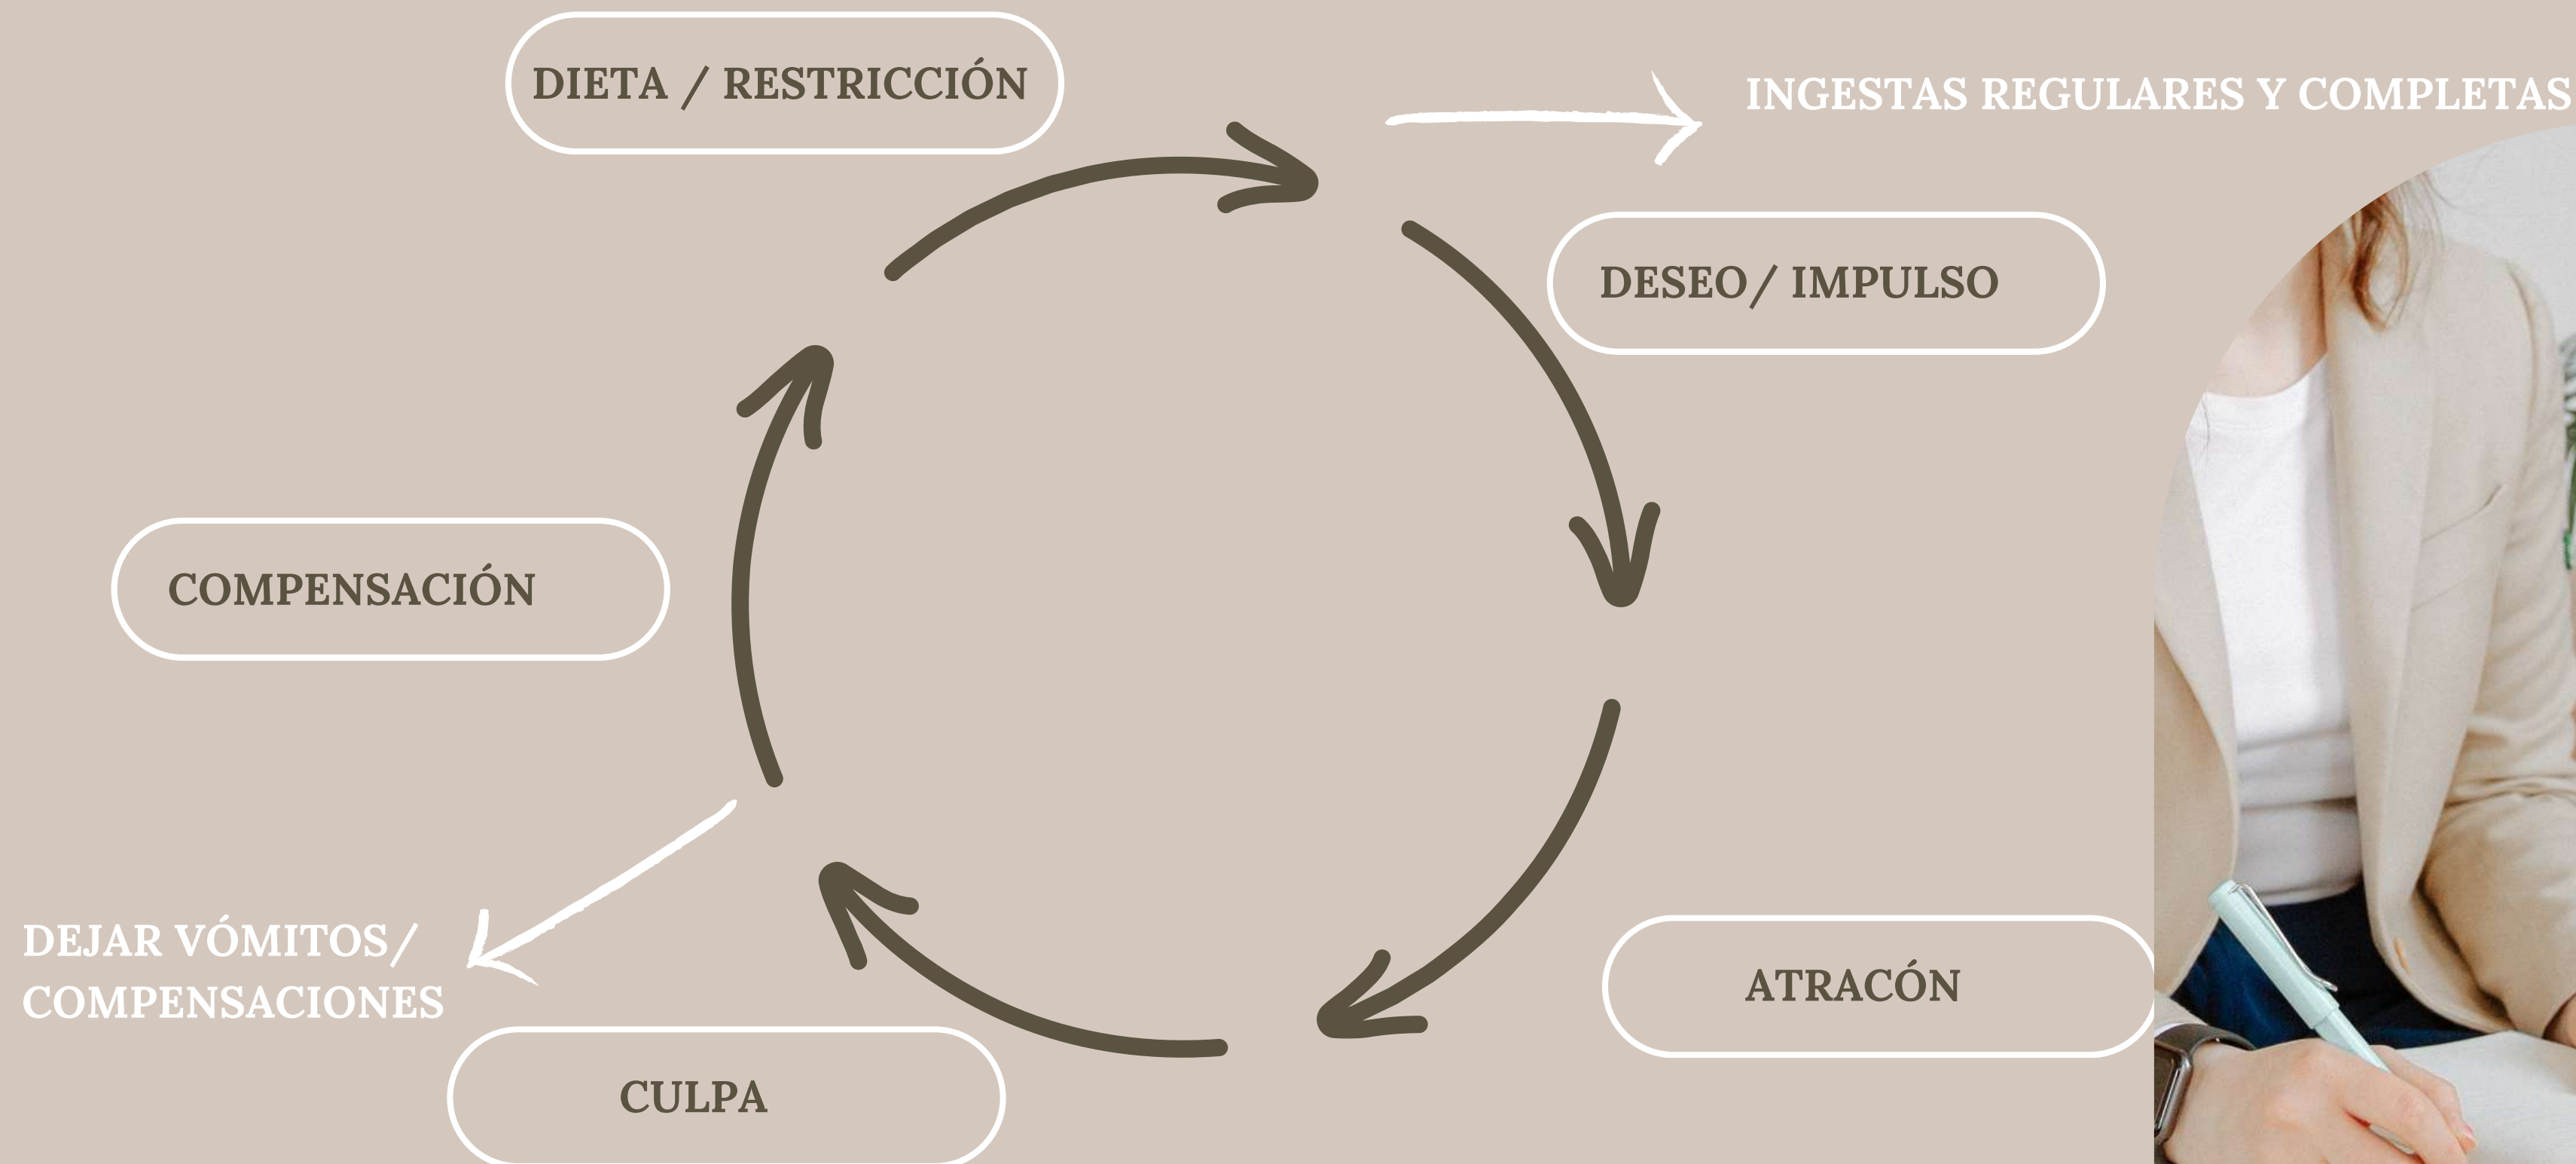 DIETA / RESTRICCIÓN
INGESTAS REGULARES Y COMPLETAS
DESEO/ IMPULSO
COMPENSACIÓN
DEJAR VÓMITOS/
COMPENSACIONES
ATRACÓN
CULPA